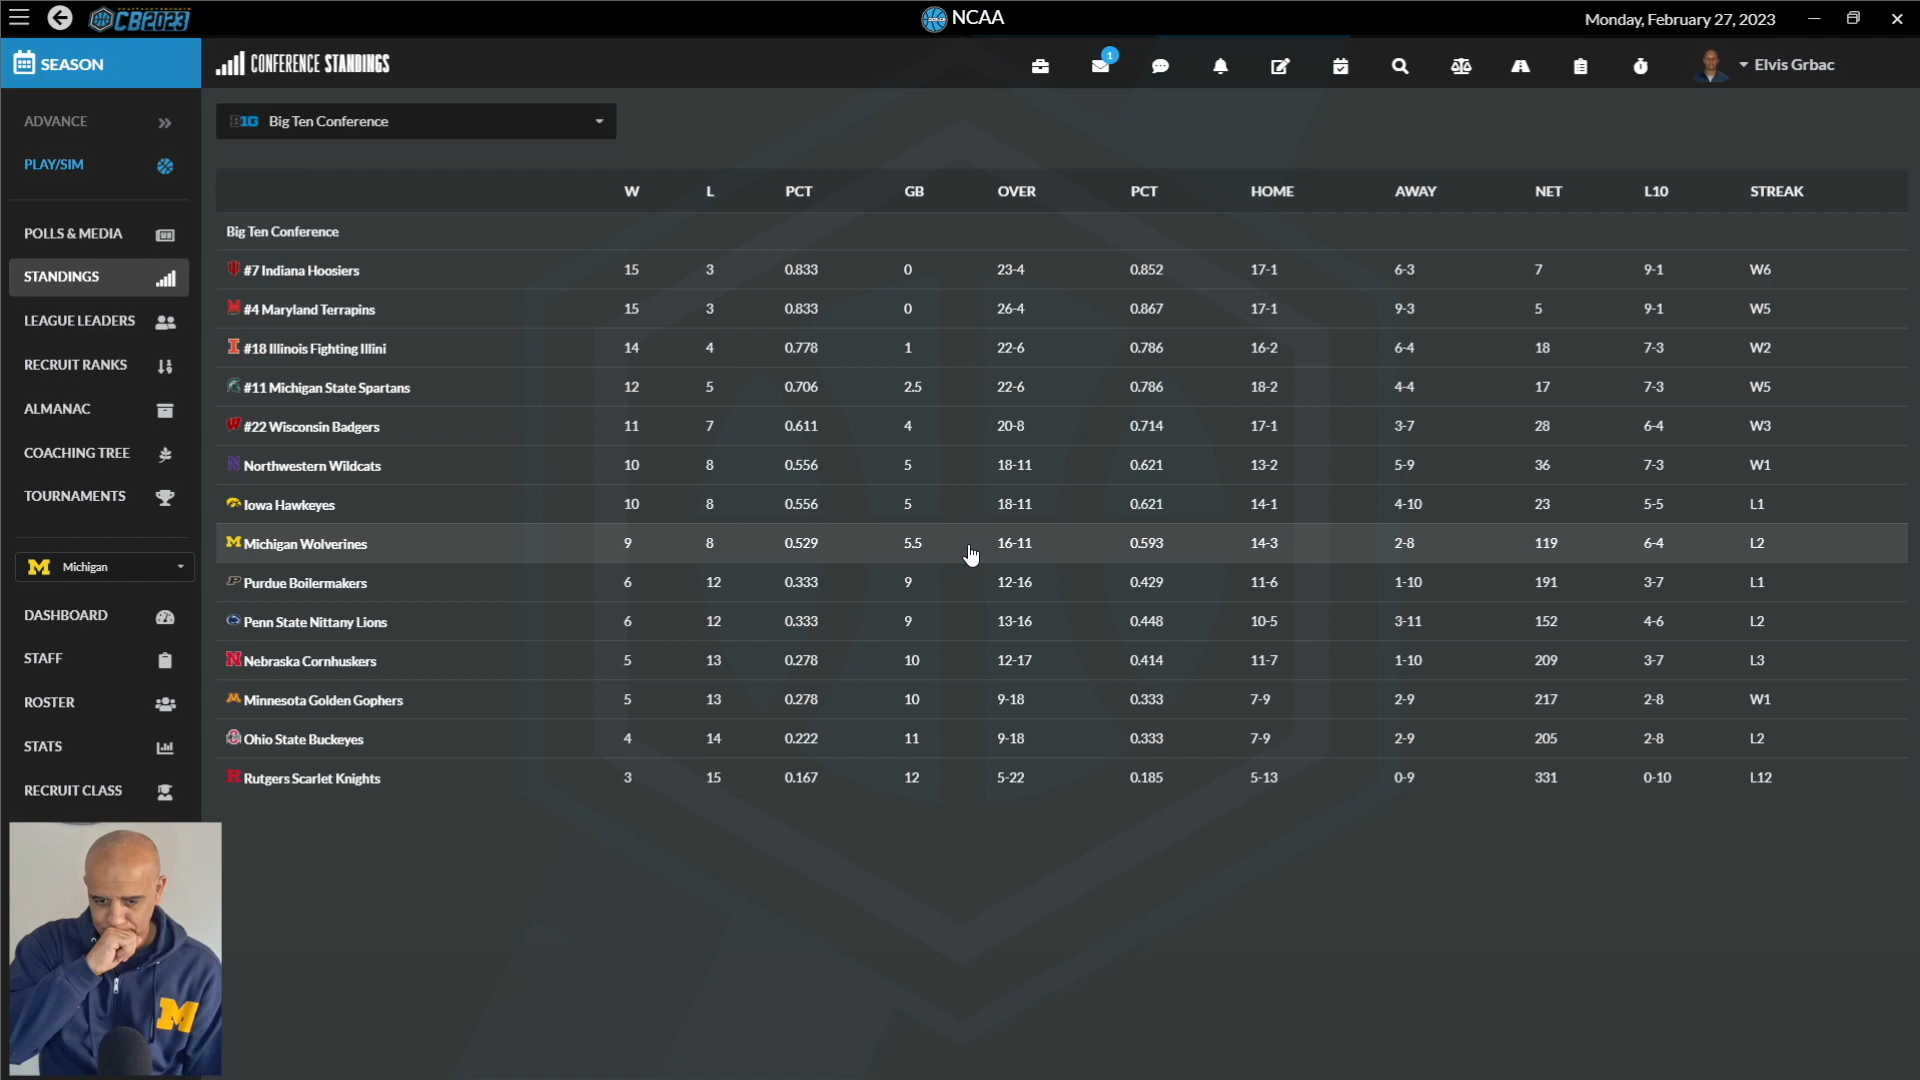 CB2023
NCAA
Monday, February 27, 2023
SEASON
CONFERENCE STANDINGS
1
Elvis Grbac
ADVANCE
B1G Big Ten Conference
PLAY/SIM
W L PCT GB OVER PCT HOME AWAY NET L10 STREAK
POLLS & MEDIA
Big Ten Conference
STANDINGS
#7 Indiana Hoosiers 15 3 0.833 0 23-4 0.852 17-1 6-3 7 9-1 W6
#4 Maryland Terrapins 15 3 0.833 0 26-4 0.867 17-1 9-3 5 9-1 W5
LEAGUE LEADERS
#18 Illinois Fighting Illini 14 4 0.778 1 22-6 0.786 16-2 6-4 18 7-3 W2
RECRUIT RANKS
#11 Michigan State Spartans 12 5 0.706 2.5 22-6 0.786 18-2 4-4 17 7-3 W5
ALMANAC
#22 Wisconsin Badgers 11 7 0.611 4 20-8 0.714 17-1 3-7 28 6-4 W3
COACHING TREE
Northwestern Wildcats 10 8 0.556 5 18-11 0.621 13-2 5-9 36 7-3 W1
TOURNAMENTS
Iowa Hawkeyes 10 8 0.556 5 18-11 0.621 14-1 4-10 23 5-5 L1
M Michigan Wolverines 9 8 0.529 5.5 16-11 0.593 14-3 2-8 119 6-4 L2
M Michigan
Purdue Boilermakers 6 12 0.333 9 12-16 0.429 11-6 1-10 191 3-7 L1
DASHBOARD
Penn State Nittany Lions 6 12 0.333 9 13-16 0.448 10-5 3-11 152 4-6 L2
STAFF
N Nebraska Cornhuskers 5 13 0.278 10 12-17 0.414 11-7 1-10 209 3-7 L3
ROSTER
Minnesota Golden Gophers 5 13 0.278 10 9-18 0.333 7-9 2-9 217 2-8 W1
STATS
Ohio State Buckeyes 4 14 0.222 11 9-18 0.333 7-9 2-9 205 2-8 L2
RECRUIT CLASS
R Rutgers Scarlet Knights 3 15 0.167 12 5-22 0.185 5-13 0-9 331 0-10 L12
M